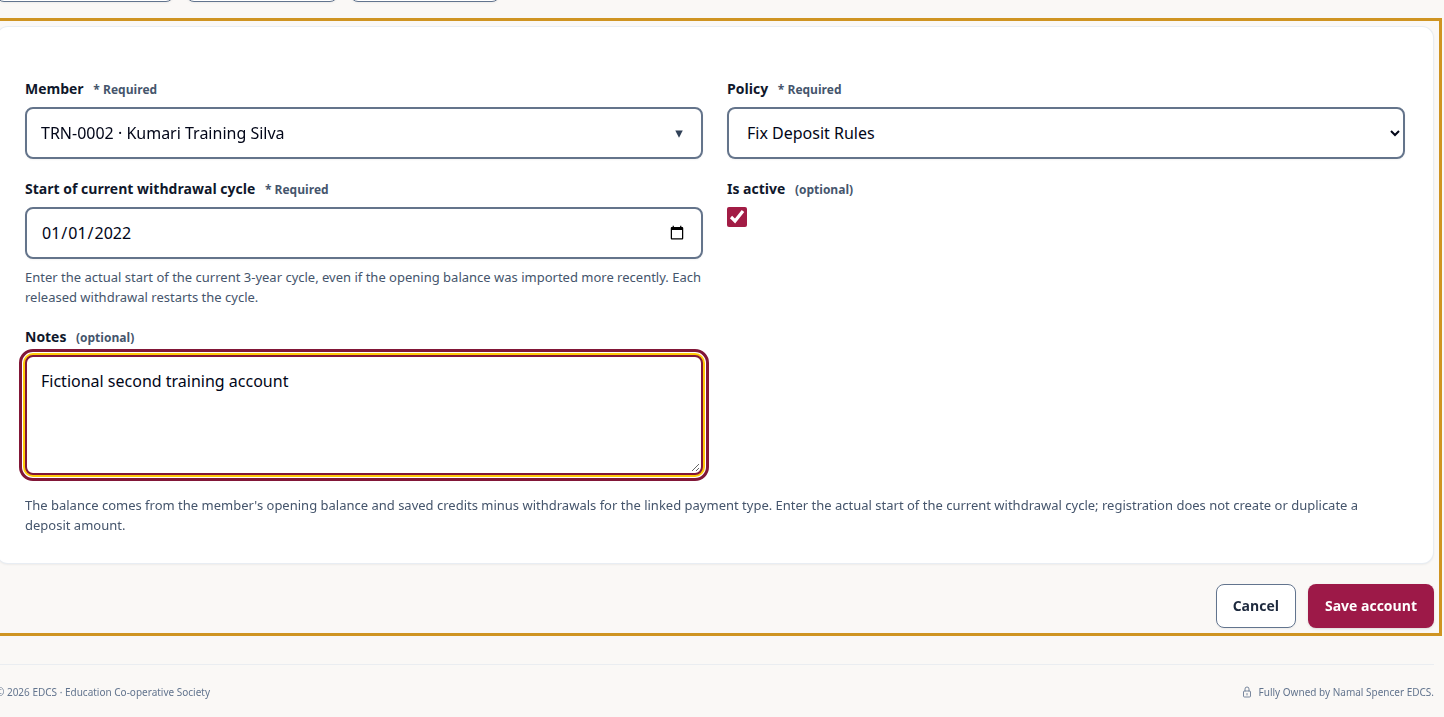 Member * Required
Policy * Required
TRN-0002 · Kumari Training Silva
Fix Deposit Rules
Start of current withdrawal cycle * Required
Is active (optional)
01/01/2022
Enter the actual start of the current 3-year cycle, even if the opening balance was imported more recently. Each
released withdrawal restarts the cycle.
Notes (optional)
Fictional second training account
The balance comes from the member's opening balance and saved credits minus withdrawals for the linked payment type. Enter the actual start of the current withdrawal cycle; registration does not create or duplicate a
deposit amount.
Cancel
Save account
© 2026 EDCS · Education Co-operative Society
Fully Owned by Namal Spencer EDCS.